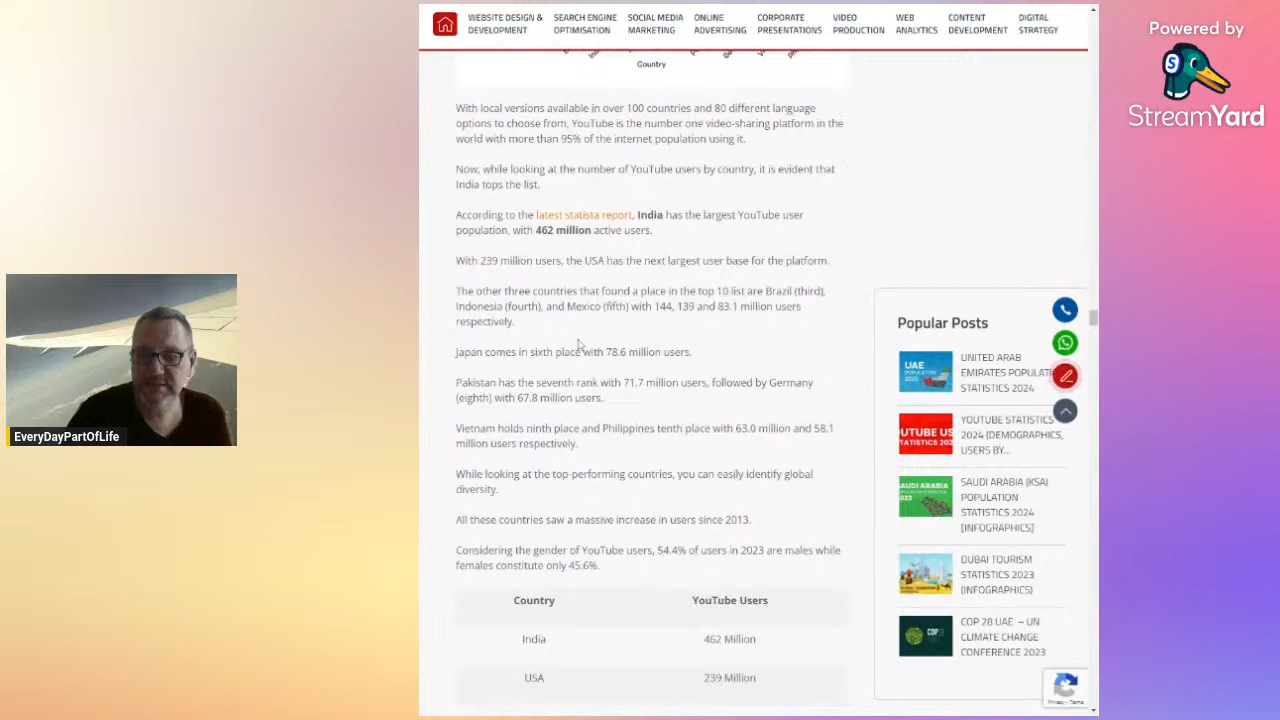 WEBSITE DESIGN &
DEVELOPMENT
SEARCH ENGINE
OPTIMISATION
SOCIAL MEDIA
MARKETING
ONLINE
ADVERTISING
CORPORATE
PRESENTATIONS
VIDEO
PRODUCTION
WEB
ANALYTICS
CONTENT
DEVELOPMENT
DIGITAL
STRATEGY
Powered by
StreamYard
Country
With local versions available in over 100 countries and 80 different language
options to choose from, YouTube is the number one video-sharing platform in the
world with more than 95% of the internet population using it.
Now, while looking at the number of YouTube users by country, it is evident that
India tops the list.
According to the latest statista report, India has the largest YouTube user
population, with 462 million active users.
With 239 million users, the USA has the next largest user base for the platform.
The other three countries that found a place in the top 10 list are Brazil (third),
Indonesia (fourth), and Mexico (fifth) with 144, 139 and 83.1 million users
respectively.
Japan comes in sixth place with 78.6 million users.
Pakistan has the seventh rank with 71.7 million users, followed by Germany
(eighth) with 67.8 million users.
Vietnam holds ninth place and Philippines tenth place with 63.0 million and 58.1
million users respectively.
While looking at the top-performing countries, you can easily identify global
diversity.
All these countries saw a massive increase in users since 2013.
Considering the gender of YouTube users, 54.4% of users in 2023 are males while
females constitute only 45.6%.
Country YouTube Users
India 462 Million
USA 239 Million
Popular Posts
UNITED ARAB
EMIRATES
STATISTICS 2024
YOUTUBE STATISTICS
2024 (DEMOGRAPHICS,
USERS BY...
SAUDI ARABIA (KSA)
POPULATION
STATISTICS 2024
[INFOGRAPHICS]
DUBAI TOURISM
STATISTICS 2023
(INFOGRAPHICS)
COP 28 UAE – UN
CLIMATE CHANGE
CONFERENCE 2023
Privacy - Terms
EveryDayPartOfLife